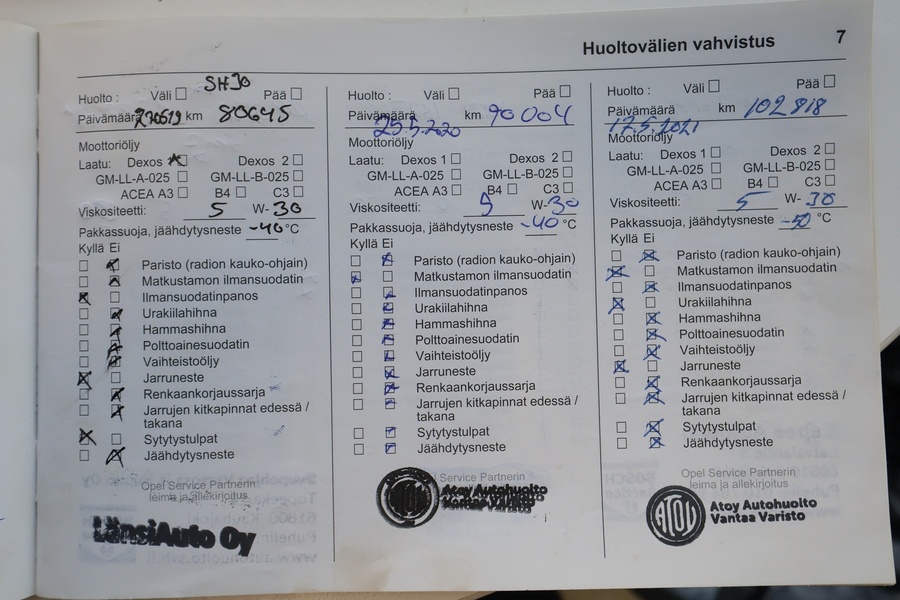 Huoltovälien vahvistus 7
SH30
Huolto : Väli Pää
Päivämäärä 270619 km 80645
Moottoriöljy
Laatu: Dexos Dexos 2
GM-LL-A-025 GM-LL-B-025
ACEA A3 B4 C3
Viskositeetti: 5 W- 30
Pakkassuoja, jäähdytysneste -40 °C
Kyllä Ei
Paristo (radion kauko-ohjain)
Matkustamon ilmansuodatin
Ilmansuodatinpanos
Urakiilahihna
Hammashihna
Polttoainesuodatin
Vaihteistoöljy
Jarruneste
Renkaankorjaussarja
Jarrujen kitkapinnat edessä /
takana
Sytytystulpat
Jäähdytysneste
Opel Service Partnerin
leima ja allekirjoitus
LänsiAuto Oy
Huolto : Väli Pää
Päivämäärä km 90004
25.5.2020
Moottoriöljy
Laatu: Dexos 1 Dexos 2
GM-LL-A-025 GM-LL-B-025
ACEA A3 B4 C3
Viskositeetti: 5 W- 30
Pakkassuoja, jäähdytysneste -40 °C
Kyllä Ei
Paristo (radion kauko-ohjain)
Matkustamon ilmansuodatin
Ilmansuodatinpanos
Urakiilahihna
Hammashihna
Polttoainesuodatin
Vaihteistoöljy
Jarruneste
Renkaankorjaussarja
Jarrujen kitkapinnat edessä /
takana
Sytytystulpat
Jäähdytysneste
Opel Service Partnerin
Atoy Autohuolto
Vantaa Varisto
Huolto : Väli Pää
Päivämäärä km 102818
17.5.2021
Moottoriöljy
Laatu: Dexos 1 Dexos 2
GM-LL-A-025 GM-LL-B-025
ACEA A3 B4 C3
Viskositeetti: 5 W- 30
Pakkassuoja, jäähdytysneste °C
Kyllä Ei
Paristo (radion kauko-ohjain)
Matkustamon ilmansuodatin
Ilmansuodatinpanos
Urakiilahihna
Hammashihna
Polttoainesuodatin
Vaihteistoöljy
Jarruneste
Renkaankorjaussarja
Jarrujen kitkapinnat edessä /
takana
Sytytystulpat
Jäähdytysneste
Opel Service Partnerin
leima ja allekirjoitus
ATOY Atoy Autohuolto
Vantaa Varisto